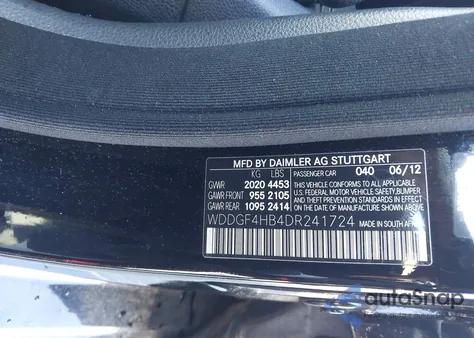 MFD BY DAIMLER AG STUTTGART
KG LBS PASSENGER CAR 040 06/12
GWR 2020 4453 THIS VEHICLE CONFORMS TO ALL APPLICABLE
GAWR FRONT 955 2105 U.S. FEDERAL MOTOR VEHICLE SAFETY, BUMPER
GAWR REAR 1095 2414 AND THEFT PREVENTION STANDARDS IN EFFECT
ON THE DATE OF MANUFACTURE SHOWN ABOVE.
WDDGF4HB4DR241724 MADE IN SOUTH AFRICA
autoSnap